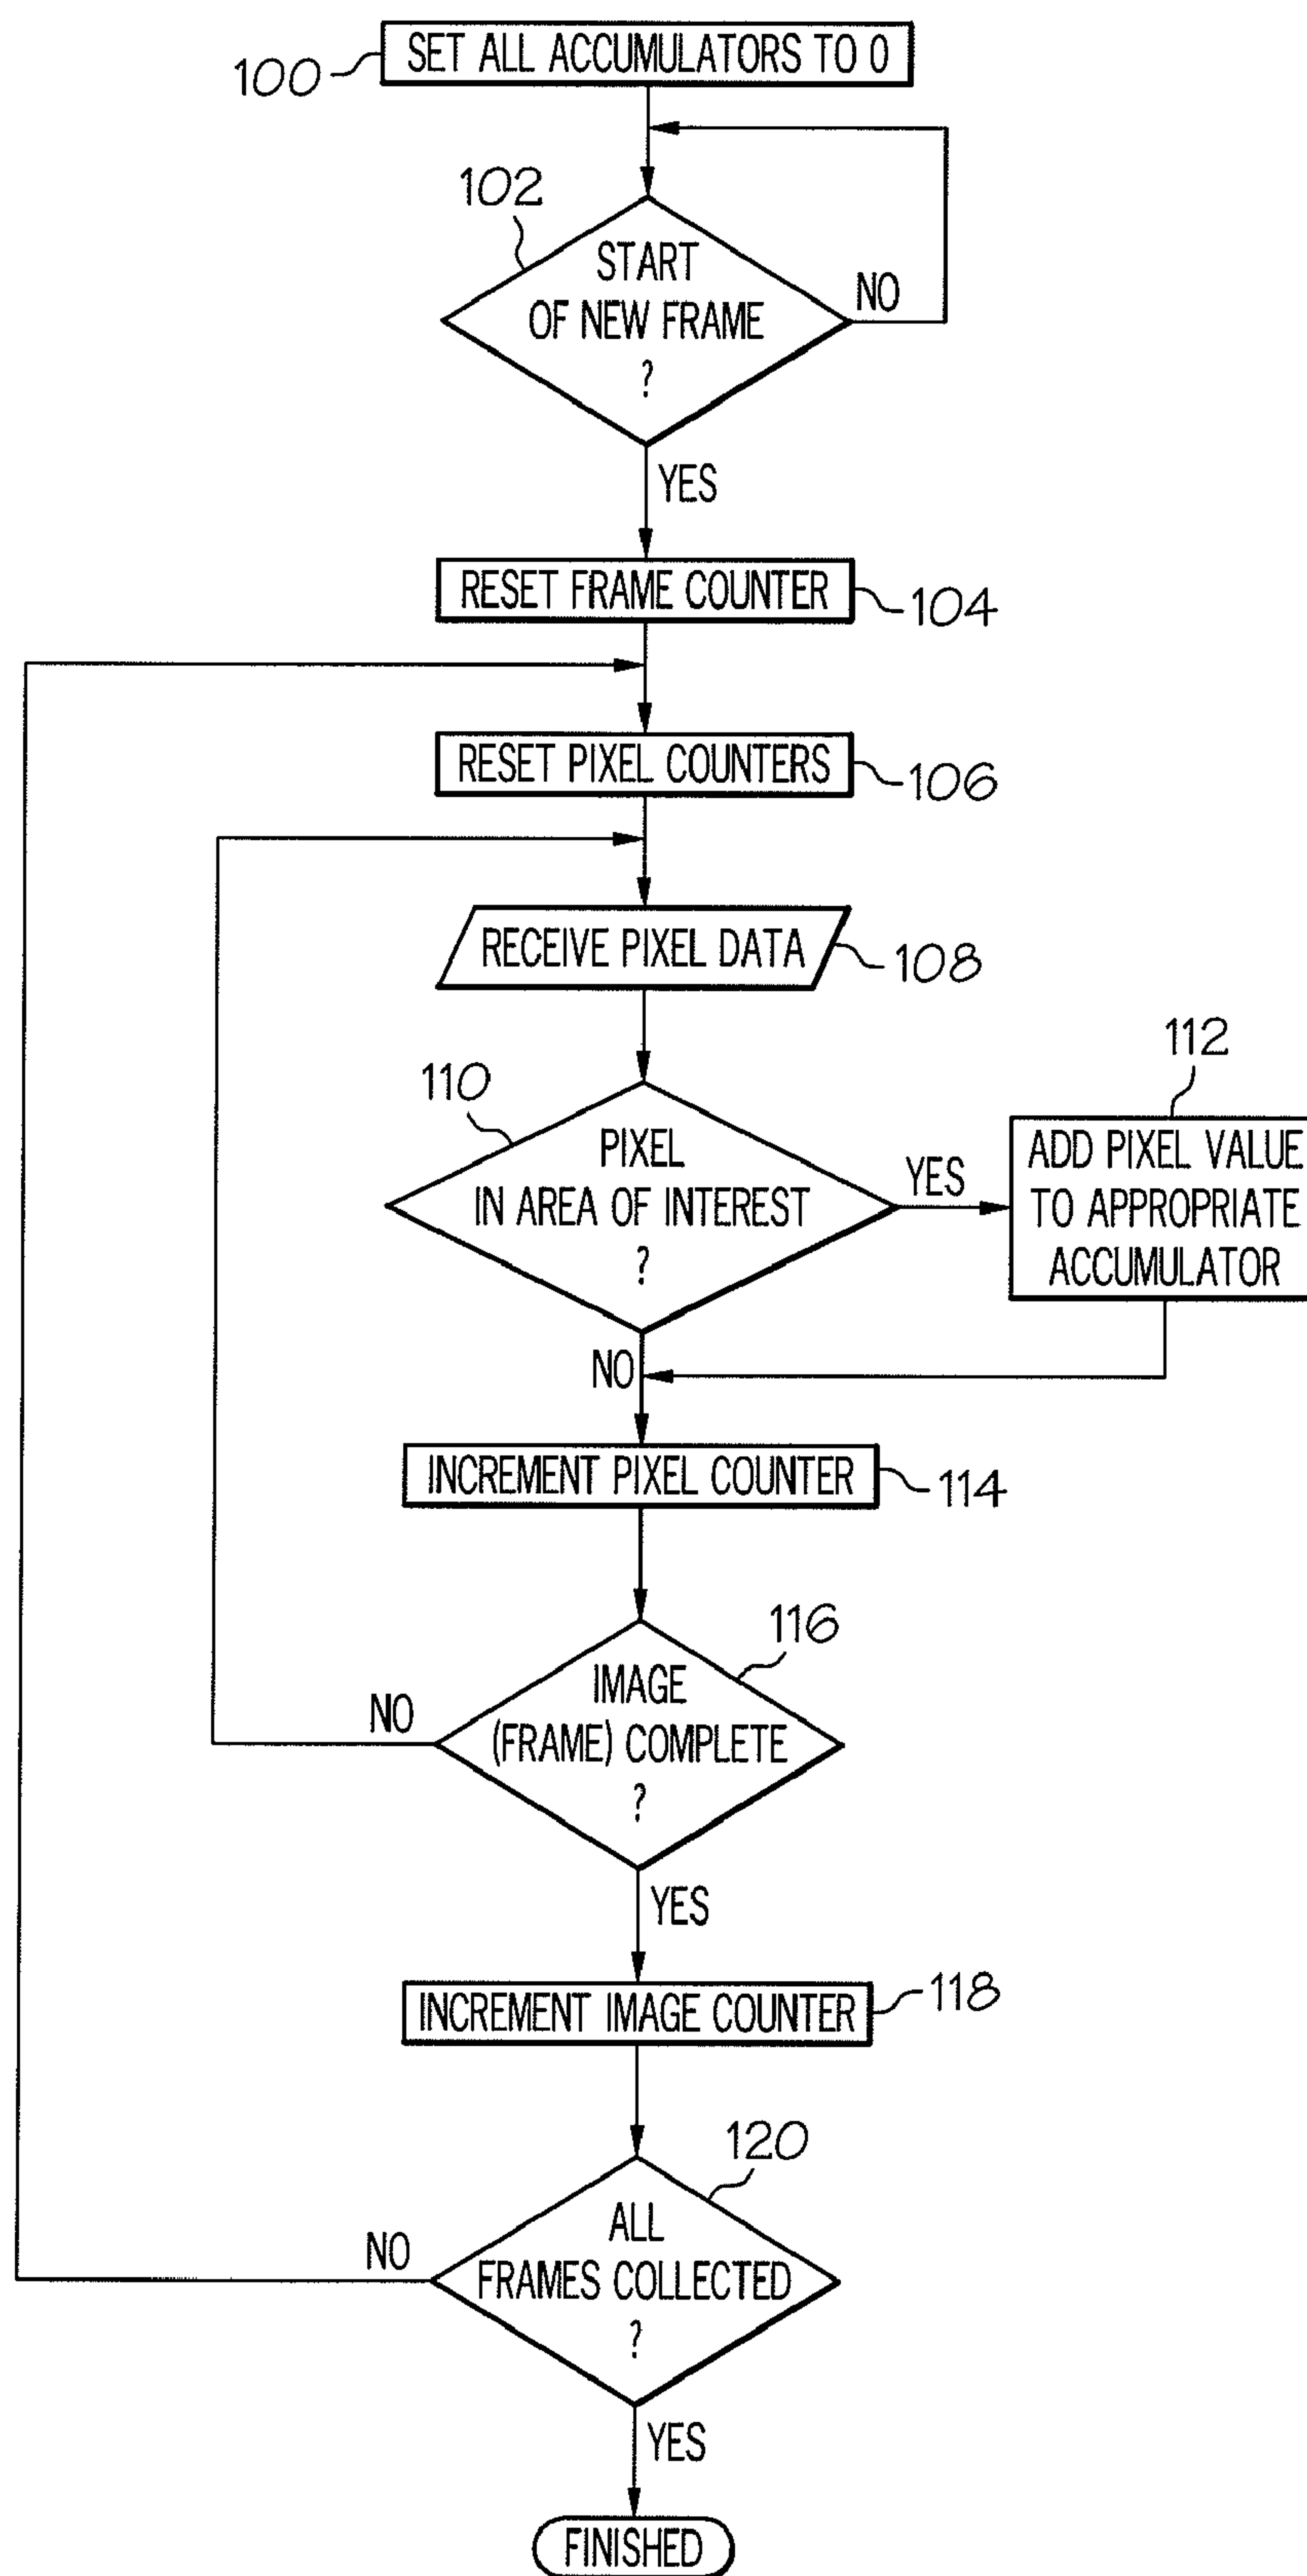 SET ALL ACCUMULATORS TO 0
100
102
START
OF NEW FRAME
?
NO
YES
RESET FRAME COUNTER
104
RESET PIXEL COUNTERS
106
RECEIVE PIXEL DATA
108
110
PIXEL
IN AREA OF INTEREST
?
YES
112
ADD PIXEL VALUE
TO APPROPRIATE
ACCUMULATOR
NO
INCREMENT PIXEL COUNTER
114
116
IMAGE
(FRAME) COMPLETE
?
NO
YES
INCREMENT IMAGE COUNTER
118
120
ALL
FRAMES COLLECTED
?
NO
YES
FINISHED